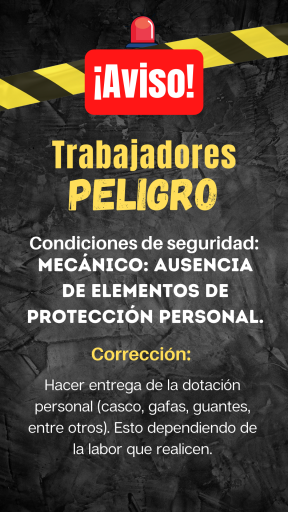 ¡Aviso!
Trabajadores
PELIGRO
Condiciones de seguridad:
MECÁNICO: AUSENCIA
DE ELEMENTOS DE
PROTECCIÓN PERSONAL.
Corrección:
Hacer entrega de la dotación
personal (casco, gafas, guantes,
entre otros). Esto dependiendo de
la labor que realicen.